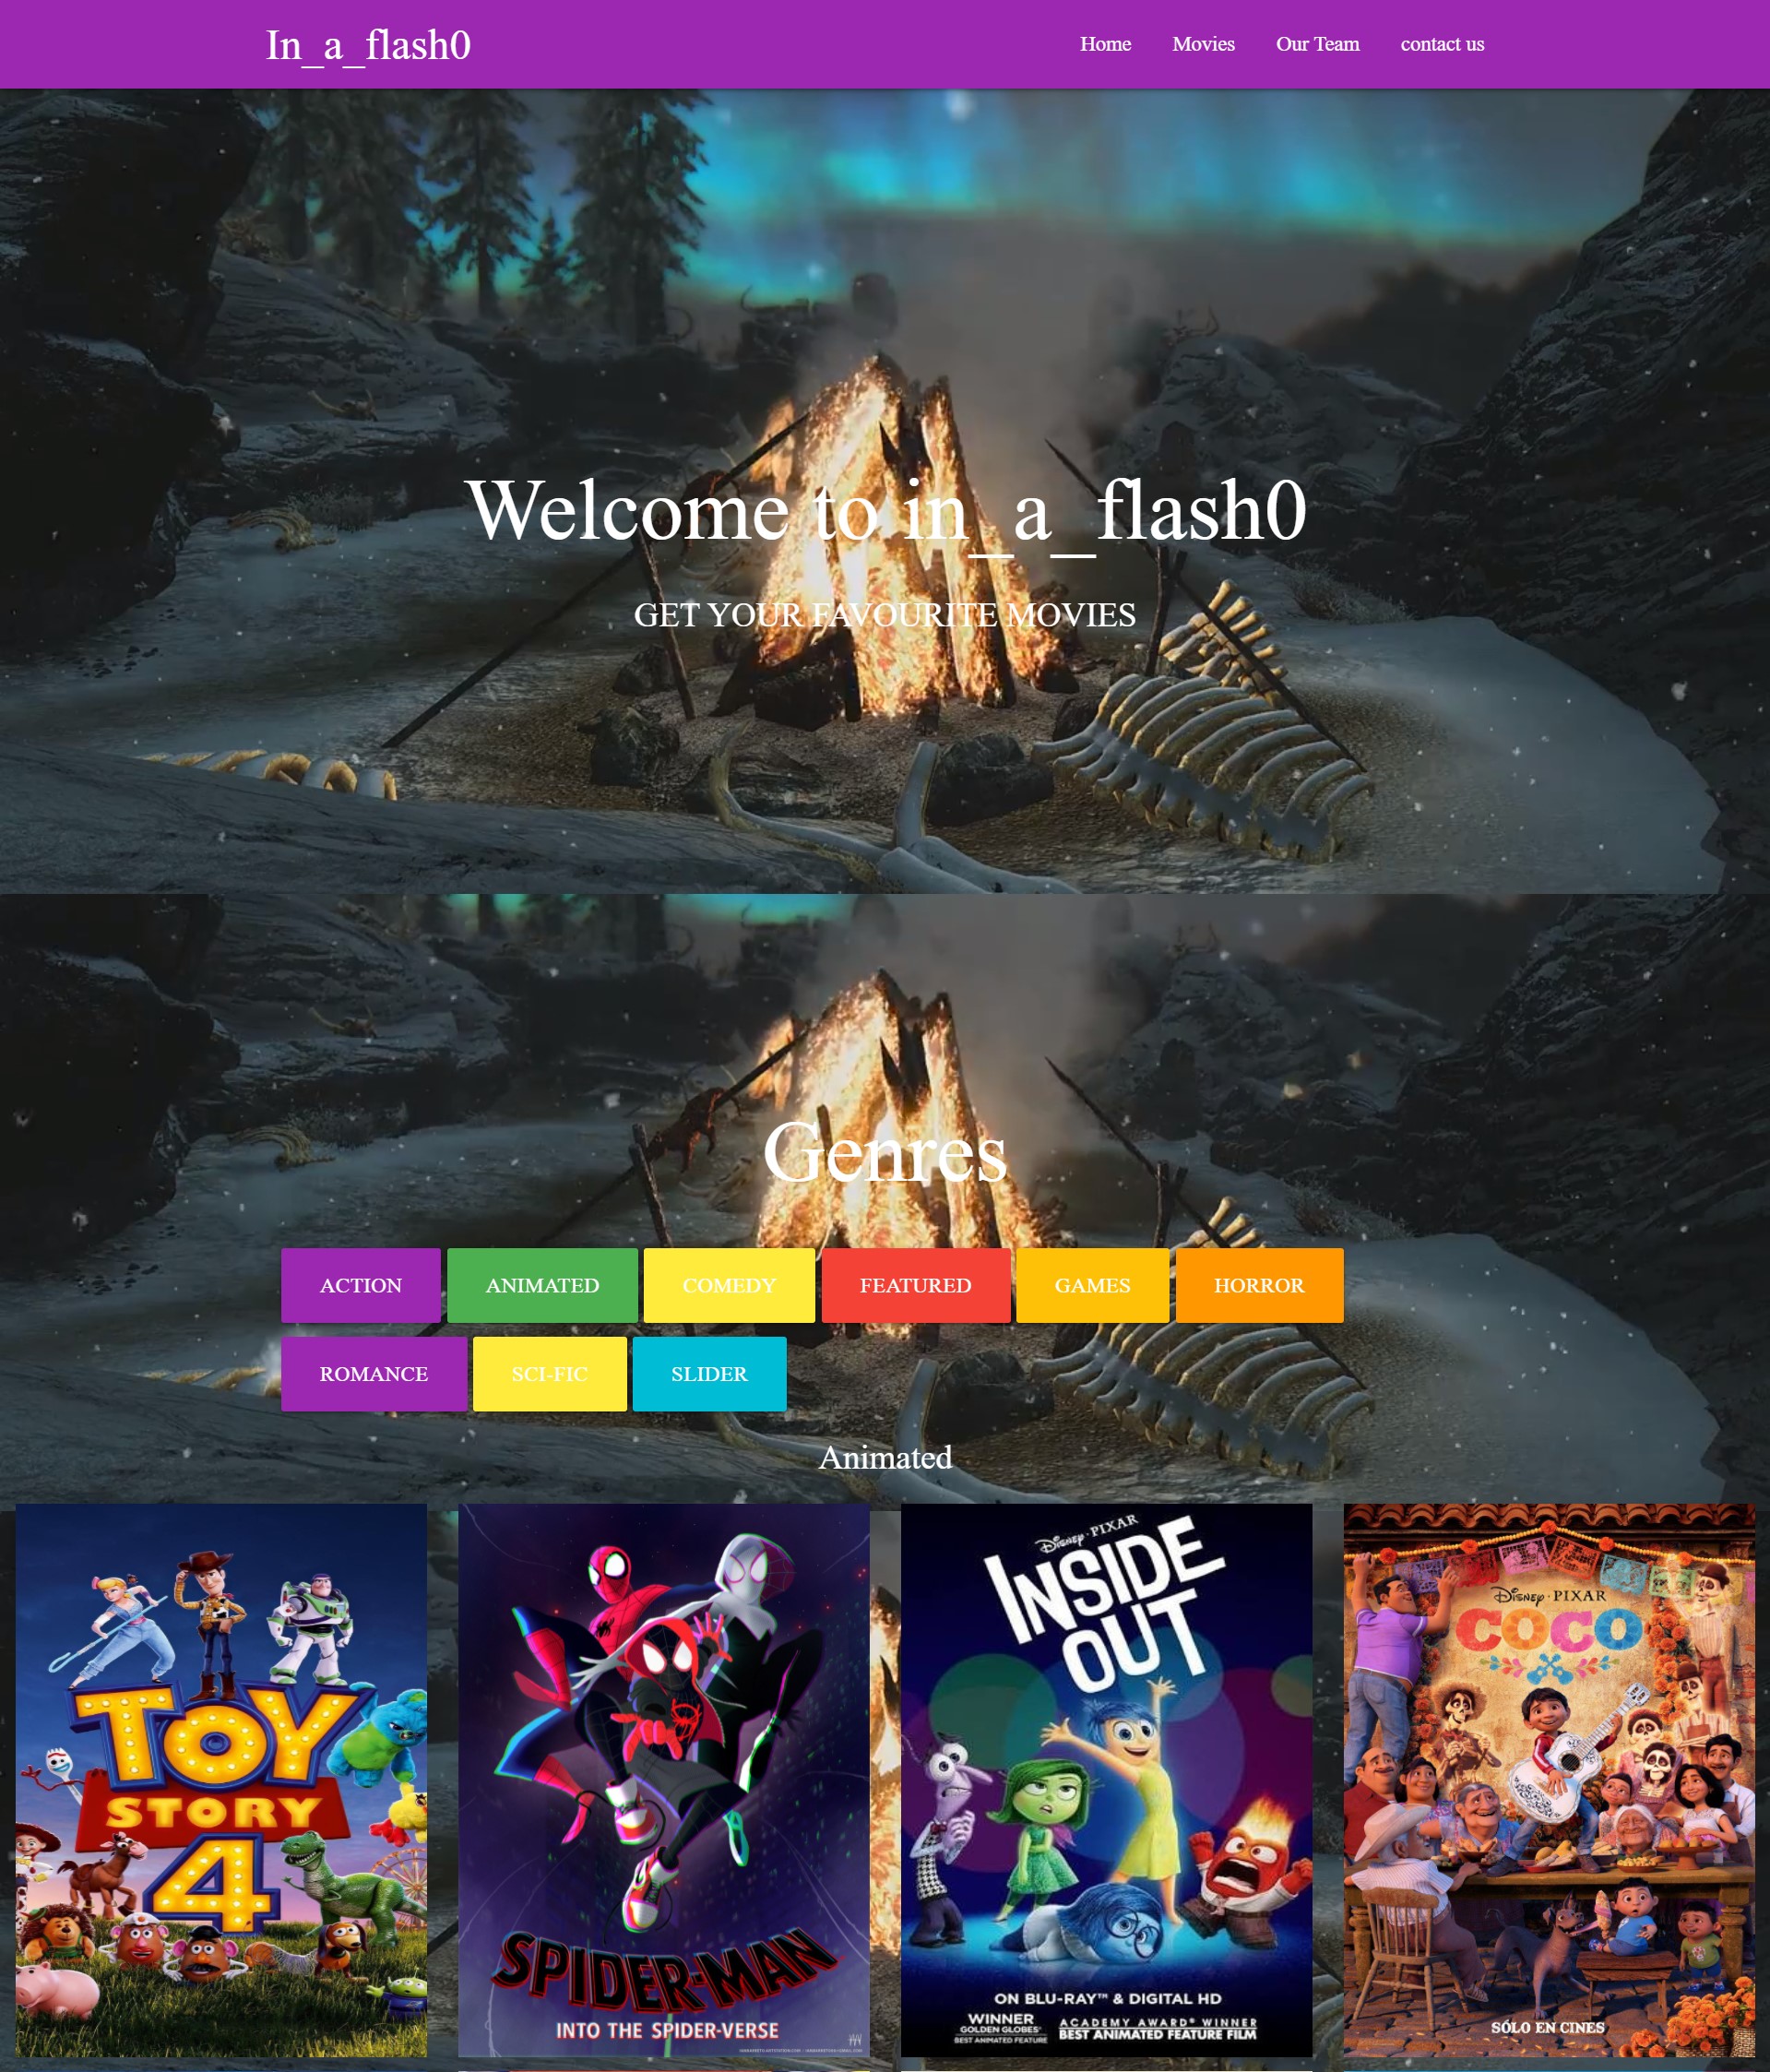 In_a_flash0
Home Movies Our Team contact us
Welcome to in_a_flash0
GET YOUR FAVOURITE MOVIES
Genres
ACTION ANIMATED COMEDY FEATURED GAMES HORROR
ROMANCE SCI-FIC SLIDER
Animated
TOY
STORY
4
SPIDER-MAN
INTO THE SPIDER-VERSE
Disney · PIXAR
INSIDE
OUT
ON BLU-RAY™ & DIGITAL HD
WINNER
GOLDEN GLOBES®
BEST ANIMATED FEATURE
ACADEMY AWARD® WINNER
BEST ANIMATED FEATURE FILM
Disney · PIXAR
COCO
SÓLO EN CINES